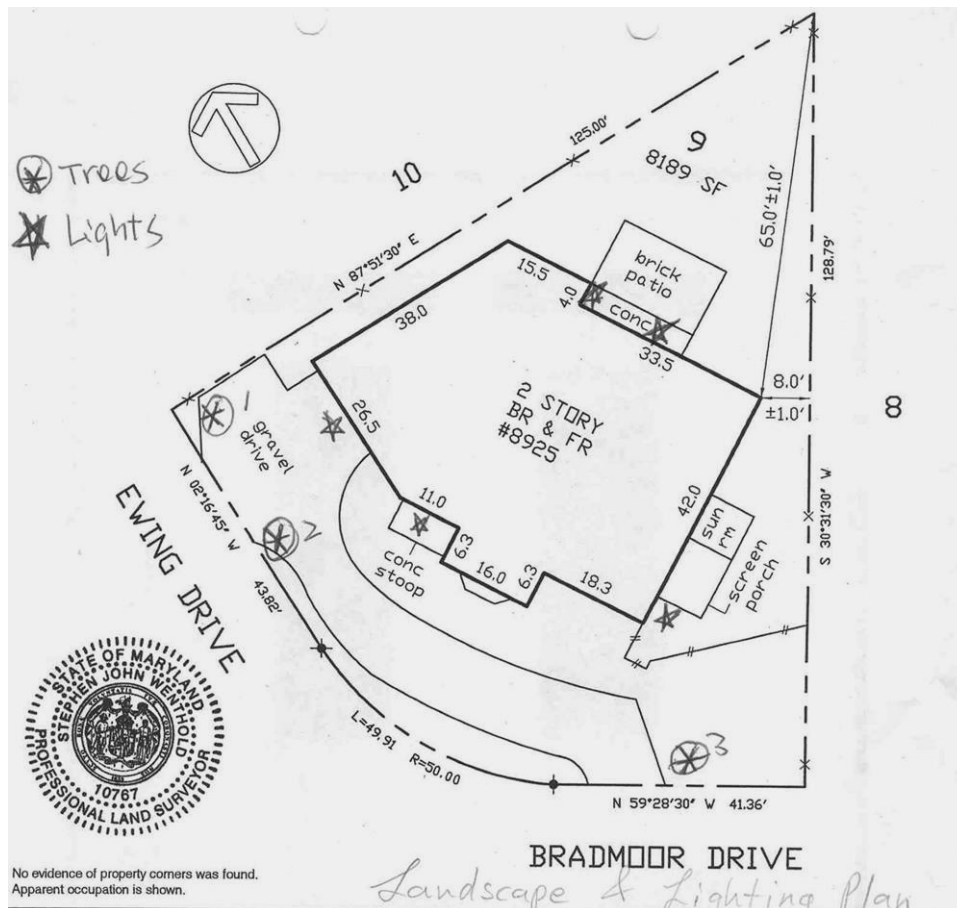 Trees
Lights
10
9
8189 SF
125.00'
N 87°51'30" E
65.0'±1.0'
128.79'
15.5
4.0
brick
patio
conc
33.5
38.0
8.0'
±1.0'
8
2 STORY
BR & FR
#8925
1
gravel
drive
26.5
N 02°16'45" W
43.82'
2
EWING DRIVE
11.0
6.3
conc
stoop
16.0
6.3
18.3
42.0
sun
rm
screen
porch
S 30°31'30" W
STATE OF MARYLAND
STEPHEN JOHN WENTHOLD
10767
PROFESSIONAL LAND SURVEYOR
L=49.91
R=50.00
3
N 59°28'30" W 41.36'
BRADMOOR DRIVE
No evidence of property corners was found.
Apparent occupation is shown.
Landscape & Lighting Plan